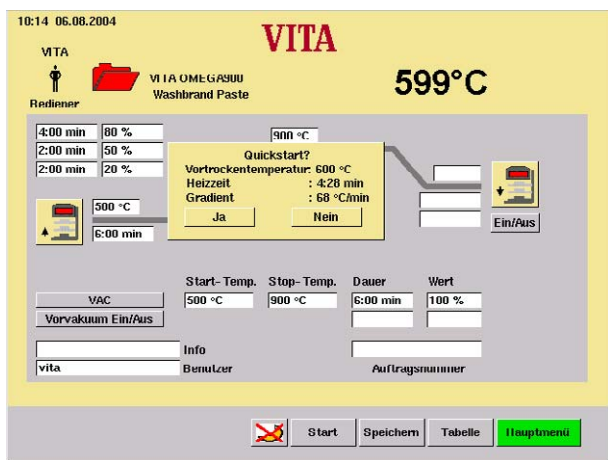 10:14 06.08.2004
VITA
VITA
Bediener
VITA OMEGA900
Washbrand Paste
599°C
4:00 min 80 %
2:00 min 50 %
2:00 min 20 %
900 °C
Quickstart?
Vortrockentemperatur: 600 °C
Heizzeit : 4:28 min
Gradient : 68 °C/min
Ja Nein
500 °C
6:00 min
Ein/Aus
Start-Temp. Stop-Temp. Dauer Wert
VAC 500 °C 900 °C 6:00 min 100 %
Vorvakuum Ein/Aus
Info
vita Benutzer Auftragsnummer
Start Speichern Tabelle Hauptmenü